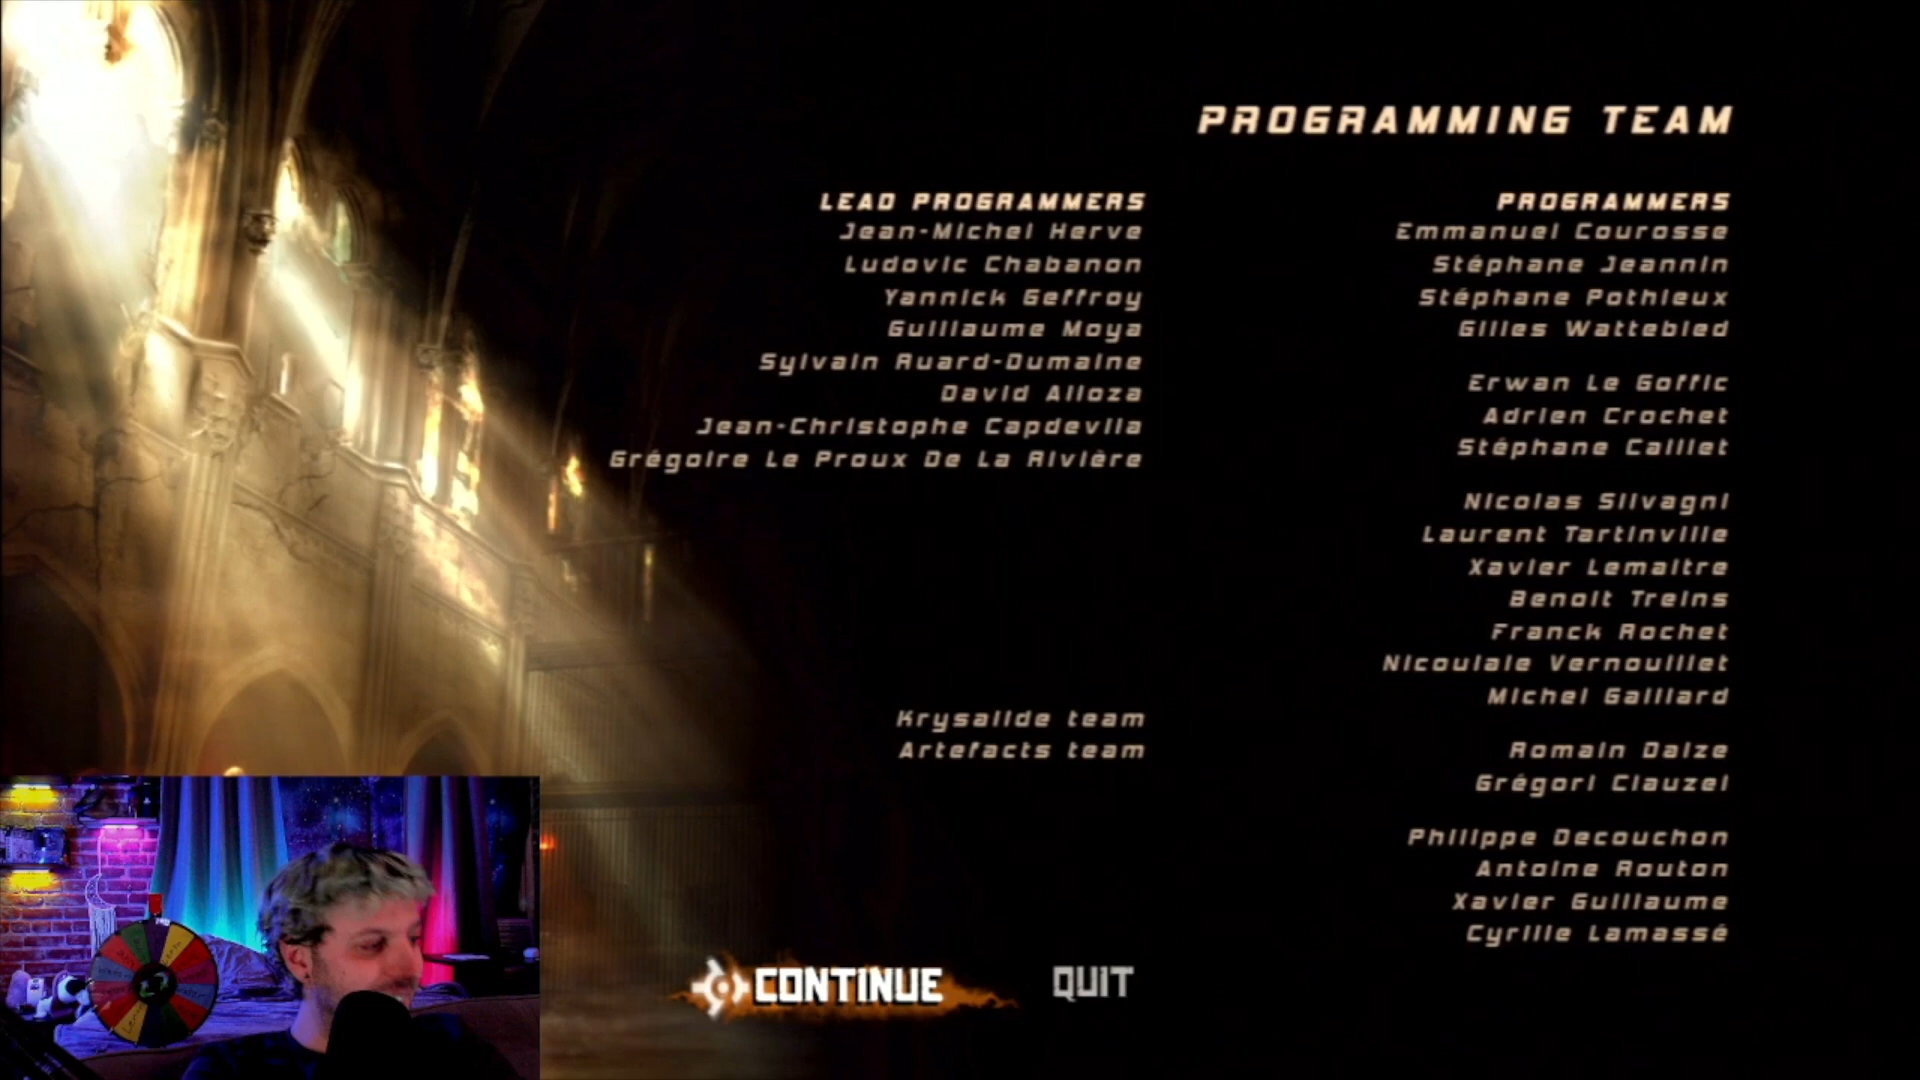 PROGRAMMING TEAM
LEAD PROGRAMMERS
Jean-Michel Herve
Ludovic Chabanon
Yannick Geffroy
Guillaume Moya
Sylvain Ruard-Dumaine
David Alloza
Jean-Christophe Capdevila
Grégoire Le Proux De La Rivière
Krysalide team
Artefacts team
PROGRAMMERS
Emmanuel Courosse
Stéphane Jeannin
Stéphane Pothieux
Gilles Wattebled
Erwan Le Goffic
Adrien Crochet
Stéphane Caillet
Nicolas Silvagni
Laurent Tartinville
Xavier Lemaitre
Benoit Treins
Franck Rochet
Nicoulaie Vernouillet
Michel Gaillard
Romain Daize
Grégori Clauzel
Philippe Decouchon
Antoine Routon
Xavier Guillaume
Cyrille Lamassé
CONTINUE QUIT